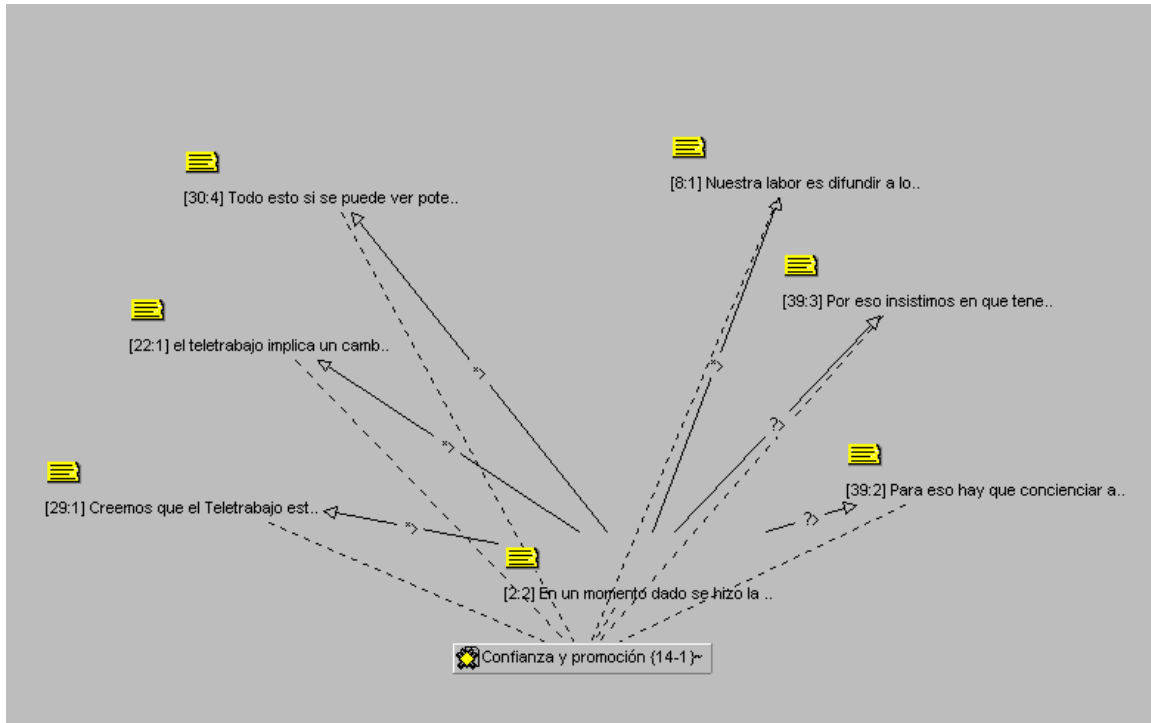 [8:1] Nuestra labor es difundir a lo..
[30:4] Todo esto si se puede ver pote..
[39:3] Por eso insistimos en que tene..
[22:1] el teletrabajo implica un camb..
*>
*>
?>
*>
[39:2] Para eso hay que concienciar a..
[29:1] Creemos que el Teletrabajo est..
?>
*>
[2:2] En un momento dado se hizo la ..
Confianza y promoción {14-1}~